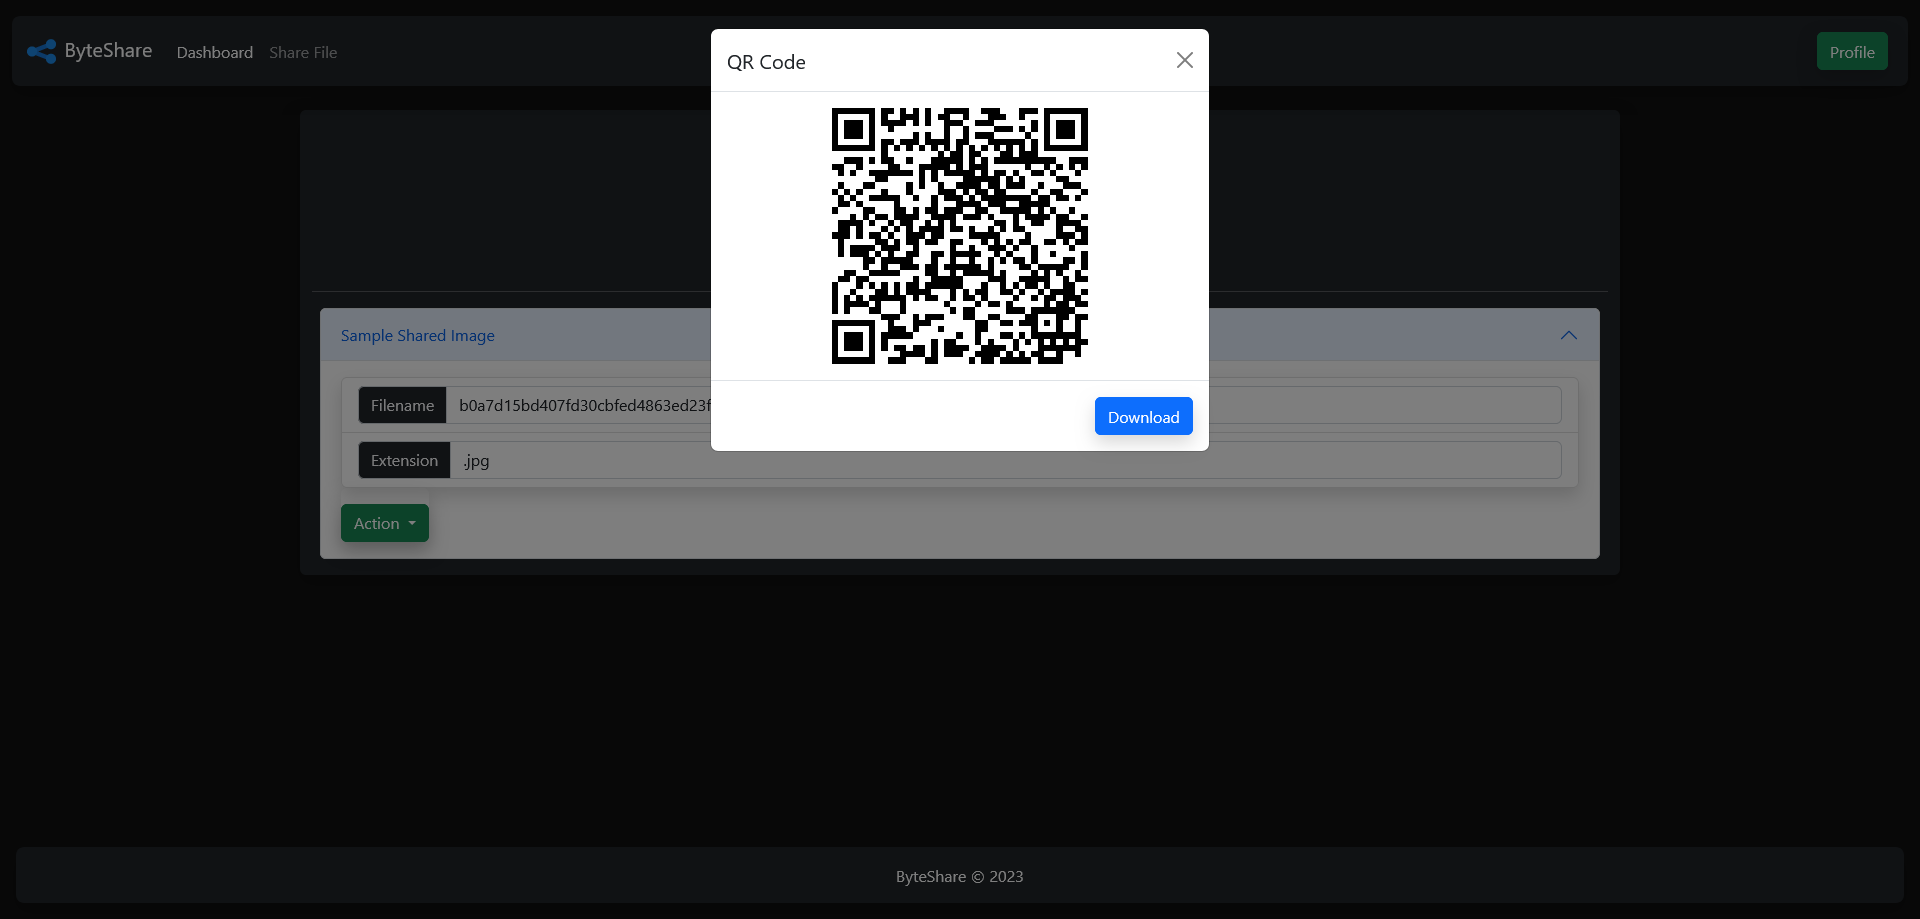 ByteShare Dashboard Share File
Profile
QR Code
Sample Shared Image
Filename b0a7d15bd407fd30cbfed4863ed23f
Extension .jpg
Download
Action
ByteShare © 2023